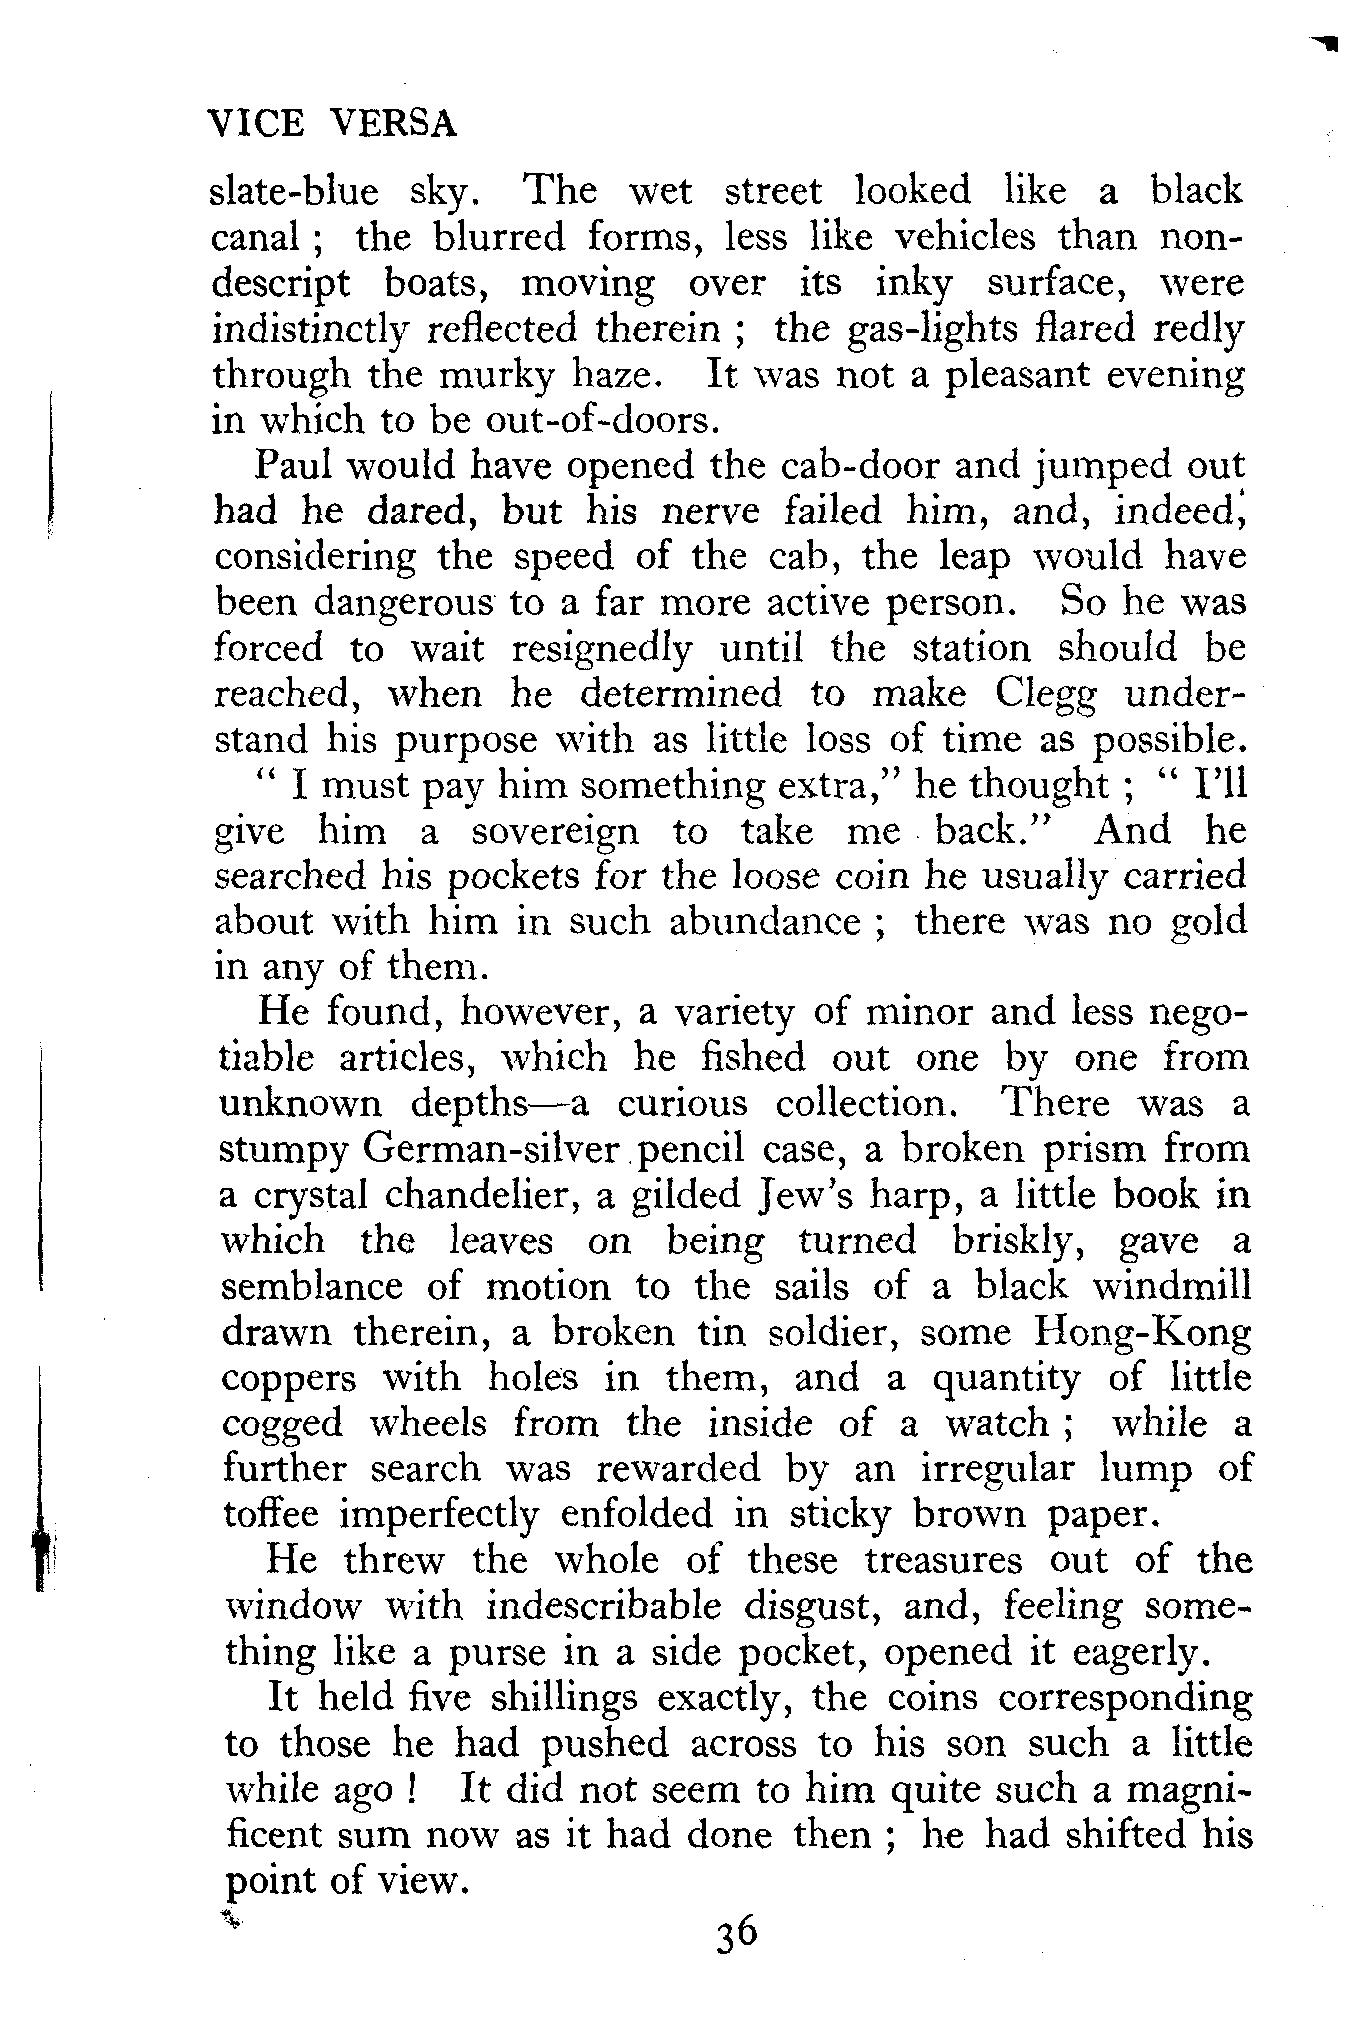 VICE VERSA
slate-blue sky. The wet street looked like a black
canal ; the blurred forms, less like vehicles than non-
descript boats, moving over its inky surface, were
indistinctly reflected therein ; the gas-lights flared redly
through the murky haze. It was not a pleasant evening
in which to be out-of-doors.
Paul would have opened the cab-door and jumped out
had he dared, but his nerve failed him, and, indeed,
considering the speed of the cab, the leap would have
been dangerous to a far more active person. So he was
forced to wait resignedly until the station should be
reached, when he determined to make Clegg under-
stand his purpose with as little loss of time as possible.
“ I must pay him something extra,” he thought ; “ I’ll
give him a sovereign to take me back.” And he
searched his pockets for the loose coin he usually carried
about with him in such abundance ; there was no gold
in any of them.
He found, however, a variety of minor and less nego-
tiable articles, which he fished out one by one from
unknown depths—a curious collection. There was a
stumpy German-silver pencil case, a broken prism from
a crystal chandelier, a gilded Jew’s harp, a little book in
which the leaves on being turned briskly, gave a
semblance of motion to the sails of a black windmill
drawn therein, a broken tin soldier, some Hong-Kong
coppers with holes in them, and a quantity of little
cogged wheels from the inside of a watch ; while a
further search was rewarded by an irregular lump of
toffee imperfectly enfolded in sticky brown paper.
He threw the whole of these treasures out of the
window with indescribable disgust, and, feeling some-
thing like a purse in a side pocket, opened it eagerly.
It held five shillings exactly, the coins corresponding
to those he had pushed across to his son such a little
while ago ! It did not seem to him quite such a magni-
ficent sum now as it had done then ; he had shifted his
point of view.
36